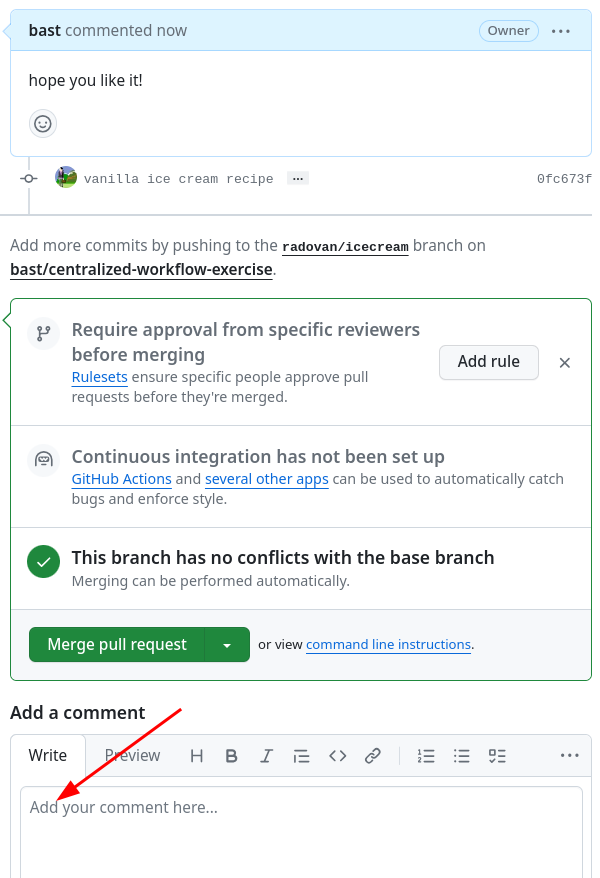 bast commented now Owner ...
hope you like it!
vanilla ice cream recipe ... 0fc673f
Add more commits by pushing to the radovan/icecream branch on
bast/centralized-workflow-exercise.
Require approval from specific reviewers
before merging
Add rule
Rulesets ensure specific people approve pull
requests before they're merged.
Continuous integration has not been set up
GitHub Actions and several other apps can be used to automatically catch
bugs and enforce style.
This branch has no conflicts with the base branch
Merging can be performed automatically.
Merge pull request or view command line instructions.
Add a comment
Write Preview H B I
Add your comment here...